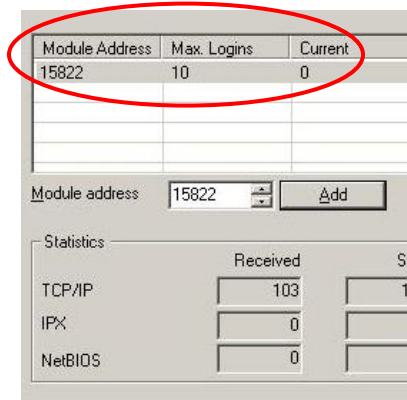 Module Address Max. Logins Current
15822 10 0
Module address 15822 Add
Statistics
Received S
TCP/IP 103 1
IPX 0
NetBIOS 0